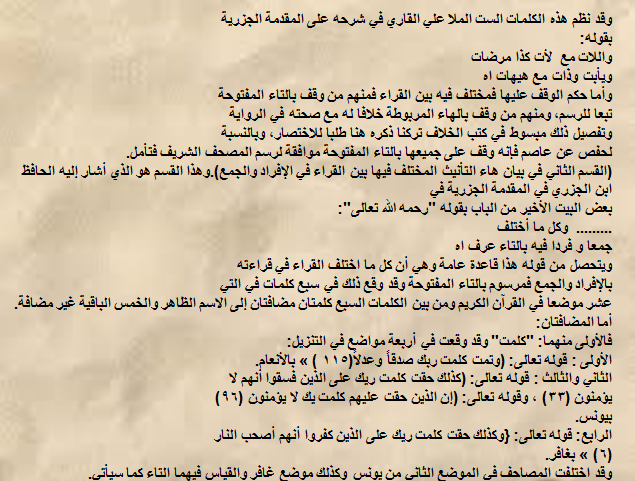 وقد نظم هذه الكلمات الست الملا علي القاري في شرحه على المقدمة الجزرية
بقوله:
واللات مع لأت كذا مرضات
ويأبت وذات مع هيهات اه
وأما حكم الوقف عليها فمختلف فيه بين القراء فمنهم من وقف بالتاء المفتوحة
تبعا للرسم، ومنهم من وقف بالهاء المربوطة خلافا له مع صحته في الرواية
وتفصيل ذلك مبسوط في كتب الخلاف تركنا ذكره هنا طلبا للاختصار، وبالنسبة
لحفص عن عاصم فإنه وقف على جميعها بالتاء المفتوحة موافقة لرسم المصحف الشريف فتأمل.
(القسم الثاني في بيان هاء التأنيث المختلف فيها بين القراء في الإفراد والجمع).وهذا القسم هو الذي أشار إليه الحافظ
ابن الجزري في المقدمة الجزرية في
بعض البيت الأخير من الباب بقوله "رحمه الله تعالى":
......... وكل ما أختلف
جمعا و فردا فيه بالتاء عرف اه
ويتحصل من قوله هذا قاعدة عامة وهي أن كل ما اختلف القراء في قراءته
بالإفراد والجمع فمرسوم بالتاء المفتوحة وقد وقع ذلك في سبع كلمات في اثني
عشر موضعا في القرآن الكريم ومن بين الكلمات السبع كلمتان مضافتان إلى الاسم الظاهر والخمس الباقية غير مضافة.
أما المضافتان:
فالأولى منهما: "كلمت" وقد وقعت في أربعة مواضع في التنزيل:
الأولى : قوله تعالى: (وتمت كلمت ربك صدقاً وعدلاً(١١٥ ) » بالأنعام.
الثاني والثالث : قوله تعالى: (كذلك حقت كلمت ربك على الذين فسقوا أنهم لا
يؤمنون (٣٣) ، وقوله تعالى: (إن الذين حقت عليهم كلمت يك لا يؤمنون (٩٦)
بيونس.
الرابع: قوله تعالى: {وكذلك حقت كلمت ربك على الذين كفروا أنهم أصحب النار
(٦) » بغافر.
وقد اختلفت المصاحف في الموضع الثاني من يونس وكذلك موضع غافر والقياس فيهما التاء كما سيأتي.